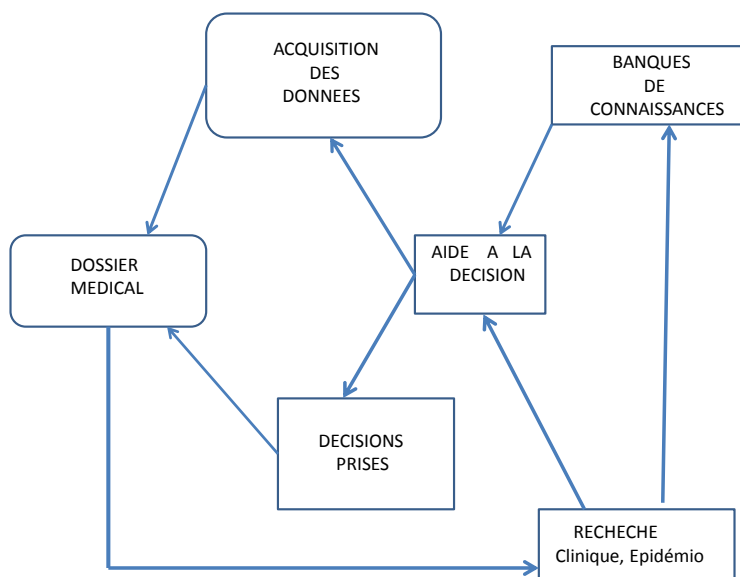 ACQUISITION
DES
DONNEES
BANQUES
DE
CONNAISSANCES
DOSSIER
MEDICAL
AIDE A LA
DECISION
DECISIONS
PRISES
RECHECHE
Clinique, Epidémio